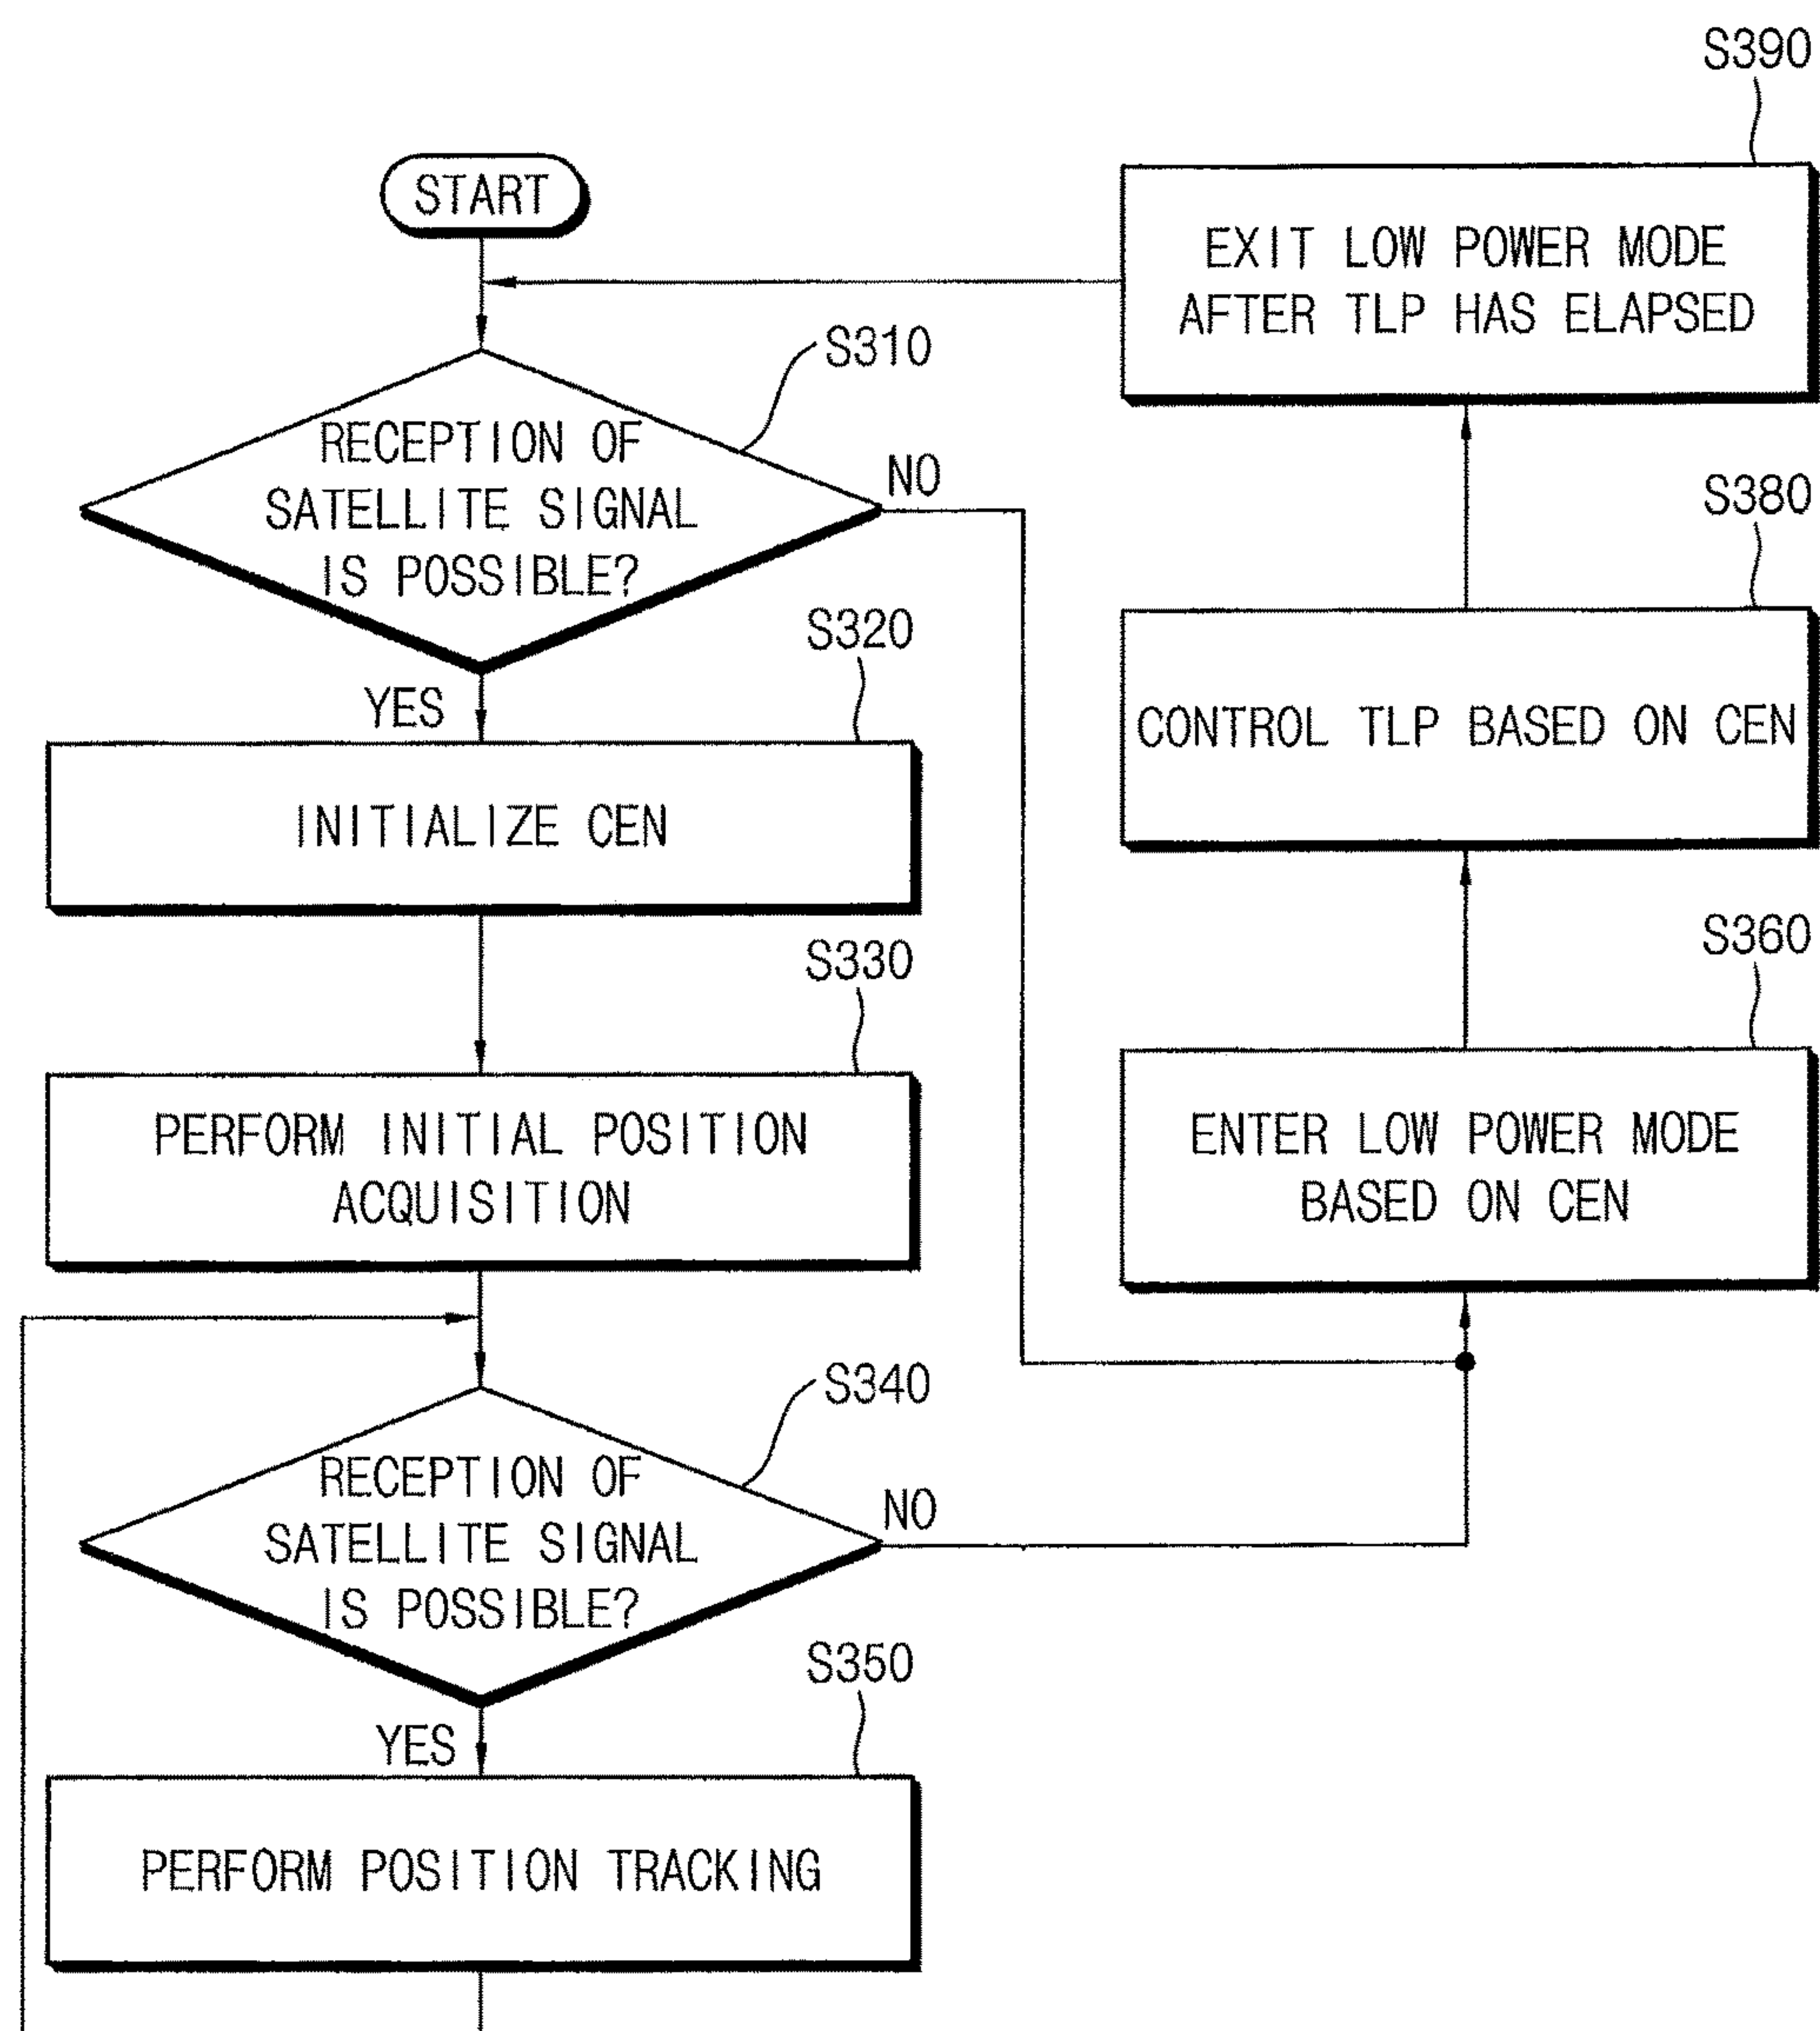 START
S310
RECEPTION OF
SATELLITE SIGNAL
IS POSSIBLE?
NO
YES
S320
INITIALIZE CEN
S330
PERFORM INITIAL POSITION
ACQUISITION
S340
RECEPTION OF
SATELLITE SIGNAL
IS POSSIBLE?
NO
YES
S350
PERFORM POSITION TRACKING
S390
EXIT LOW POWER MODE
AFTER TLP HAS ELAPSED
S380
CONTROL TLP BASED ON CEN
S360
ENTER LOW POWER MODE
BASED ON CEN